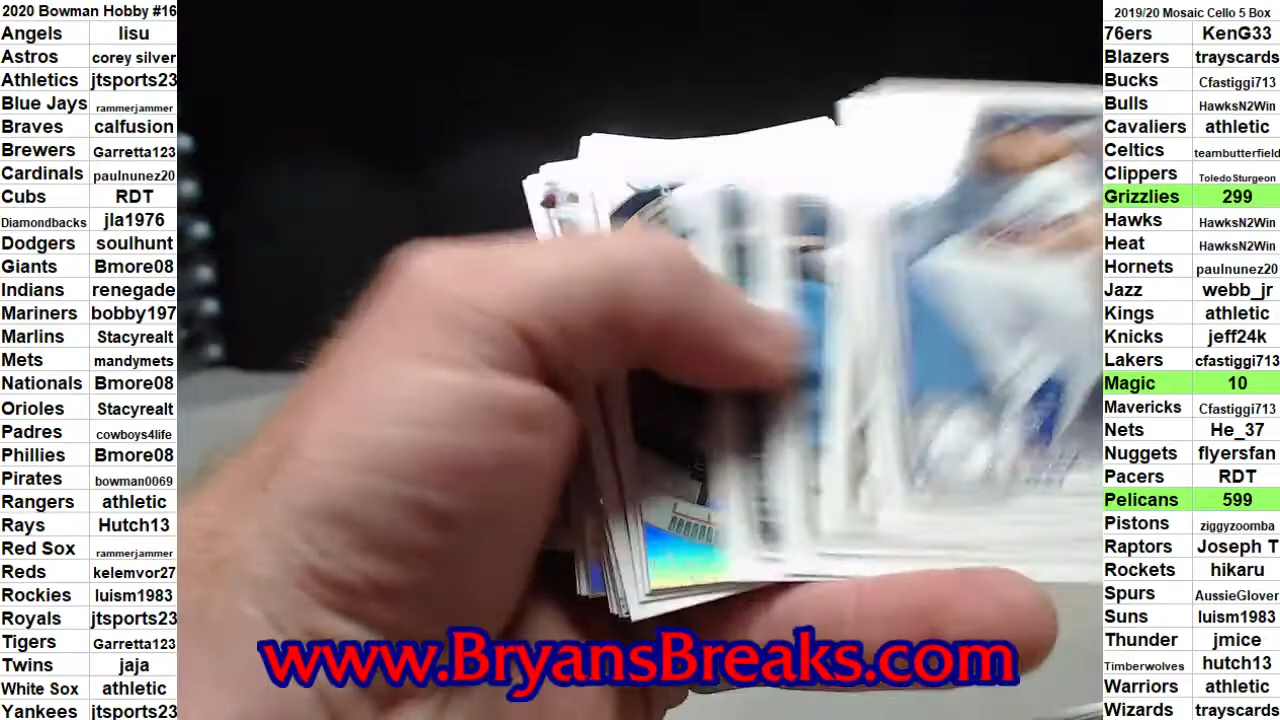 2020 Bowman Hobby #16
Angels lisu
Astros corey silver
Athletics jtsports23
Blue Jays rammerjammer
Braves calfusion
Brewers Garretta123
Cardinals paulnunez20
Cubs RDT
Diamondbacks jla1976
Dodgers soulhunt
Giants Bmore08
Indians renegade
Mariners bobby197
Marlins Stacyrealt
Mets mandymets
Nationals Bmore08
Orioles Stacyrealt
Padres cowboys4life
Phillies Bmore08
Pirates bowman0069
Rangers athletic
Rays Hutch13
Red Sox rammerjammer
Reds kelemvor27
Rockies luism1983
Royals jtsports23
Tigers Garretta123
Twins jaja
White Sox athletic
Yankees jtsports23
www.BryansBreaks.com
2019/20 Mosaic Cello 5 Box
76ers KenG33
Blazers trayscards
Bucks Cfastiggi713
Bulls HawksN2Win
Cavaliers athletic
Celtics teambutterfield
Clippers ToledoSturgeon
Grizzlies 299
Hawks HawksN2Win
Heat HawksN2Win
Hornets paulnunez20
Jazz webb_jr
Kings athletic
Knicks jeff24k
Lakers cfastiggi713
Magic 10
Mavericks Cfastiggi713
Nets He_37
Nuggets flyersfan
Pacers RDT
Pelicans 599
Pistons ziggyzoomba
Raptors Joseph T
Rockets hikaru
Spurs AussieGlover
Suns luism1983
Thunder jmice
Timberwolves hutch13
Warriors athletic
Wizards trayscards